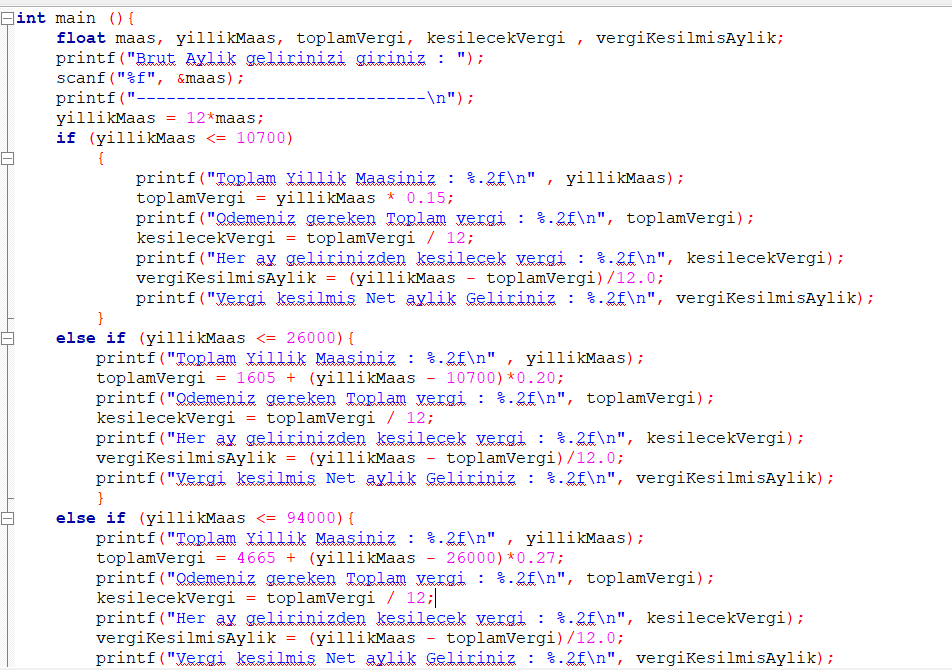 int main (){
float maas, yillikMaas, toplamVergi, kesilecekVergi , vergiKesilmisAylik;
printf("Brut Aylik gelirinizi giriniz : ");
scanf("%f", &maas);
printf("-----------------------------\n");
yillikMaas = 12*maas;
if (yillikMaas <= 10700)
{
printf("Toplam Yillik Maasiniz : %.2f\n" , yillikMaas);
toplamVergi = yillikMaas * 0.15;
printf("Odemeniz gereken Toplam vergi : %.2f\n", toplamVergi);
kesilecekVergi = toplamVergi / 12;
printf("Her ay gelirinizden kesilecek vergi : %.2f\n", kesilecekVergi);
vergiKesilmisAylik = (yillikMaas - toplamVergi)/12.0;
printf("Vergi kesilmis Net aylik Geliriniz : %.2f\n", vergiKesilmisAylik);
}
else if (yillikMaas <= 26000){
printf("Toplam Yillik Maasiniz : %.2f\n" , yillikMaas);
toplamVergi = 1605 + (yillikMaas - 10700)*0.20;
printf("Odemeniz gereken Toplam vergi : %.2f\n", toplamVergi);
kesilecekVergi = toplamVergi / 12;
printf("Her ay gelirinizden kesilecek vergi : %.2f\n", kesilecekVergi);
vergiKesilmisAylik = (yillikMaas - toplamVergi)/12.0;
printf("Vergi kesilmis Net aylik Geliriniz : %.2f\n", vergiKesilmisAylik);
}
else if (yillikMaas <= 94000){
printf("Toplam Yillik Maasiniz : %.2f\n" , yillikMaas);
toplamVergi = 4665 + (yillikMaas - 26000)*0.27;
printf("Odemeniz gereken Toplam vergi : %.2f\n", toplamVergi);
kesilecekVergi = toplamVergi / 12;
printf("Her ay gelirinizden kesilecek vergi : %.2f\n", kesilecekVergi);
vergiKesilmisAylik = (yillikMaas - toplamVergi)/12.0;
printf("Vergi kesilmis Net aylik Geliriniz : %.2f\n", vergiKesilmisAylik);